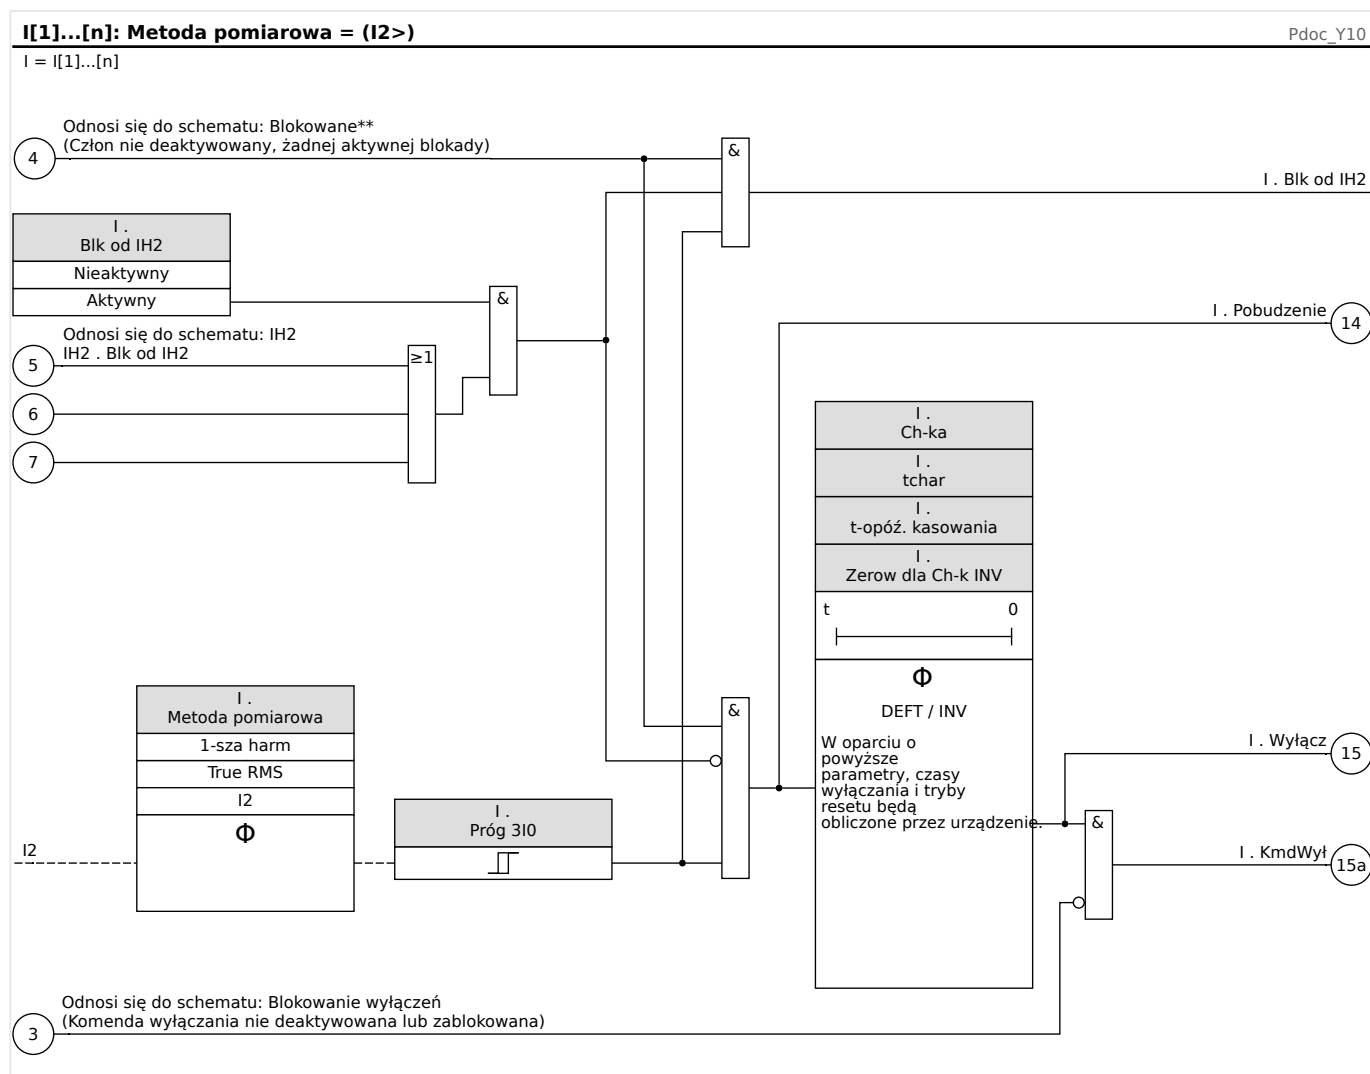 I[1]...[n]: Metoda pomiarowa = (I2>)
Pdoc_Y10
I = I[1]...[n]
Odnosi się do schematu: Blokowane**
(Człon nie deaktywowany, żadnej aktywnej blokady)
4
&
I . Blk od IH2
I .
Blk od IH2
Nieaktywny
Aktywny
&
I . Pobudzenie
14
Odnosi się do schematu: IH2
IH2 . Blk od IH2
5
≥1
6
7
I .
Ch-ka
I .
tchar
I .
t-opóź. kasowania
I .
Zerow dla Ch-k INV
t 0
Φ
DEFT / INV
W oparciu o
powyższe
parametry, czasy
wyłączania i tryby
resetu będą
obliczone przez urządzenie.
I .
Metoda pomiarowa
1-sza harm
True RMS
I2
Φ
&
I .
Próg 3I0
I2
I . Wyłącz
15
&
I . KmdWył
15a
Odnosi się do schematu: Blokowanie wyłączeń
(Komenda wyłączania nie deaktywowana lub zablokowana)
3